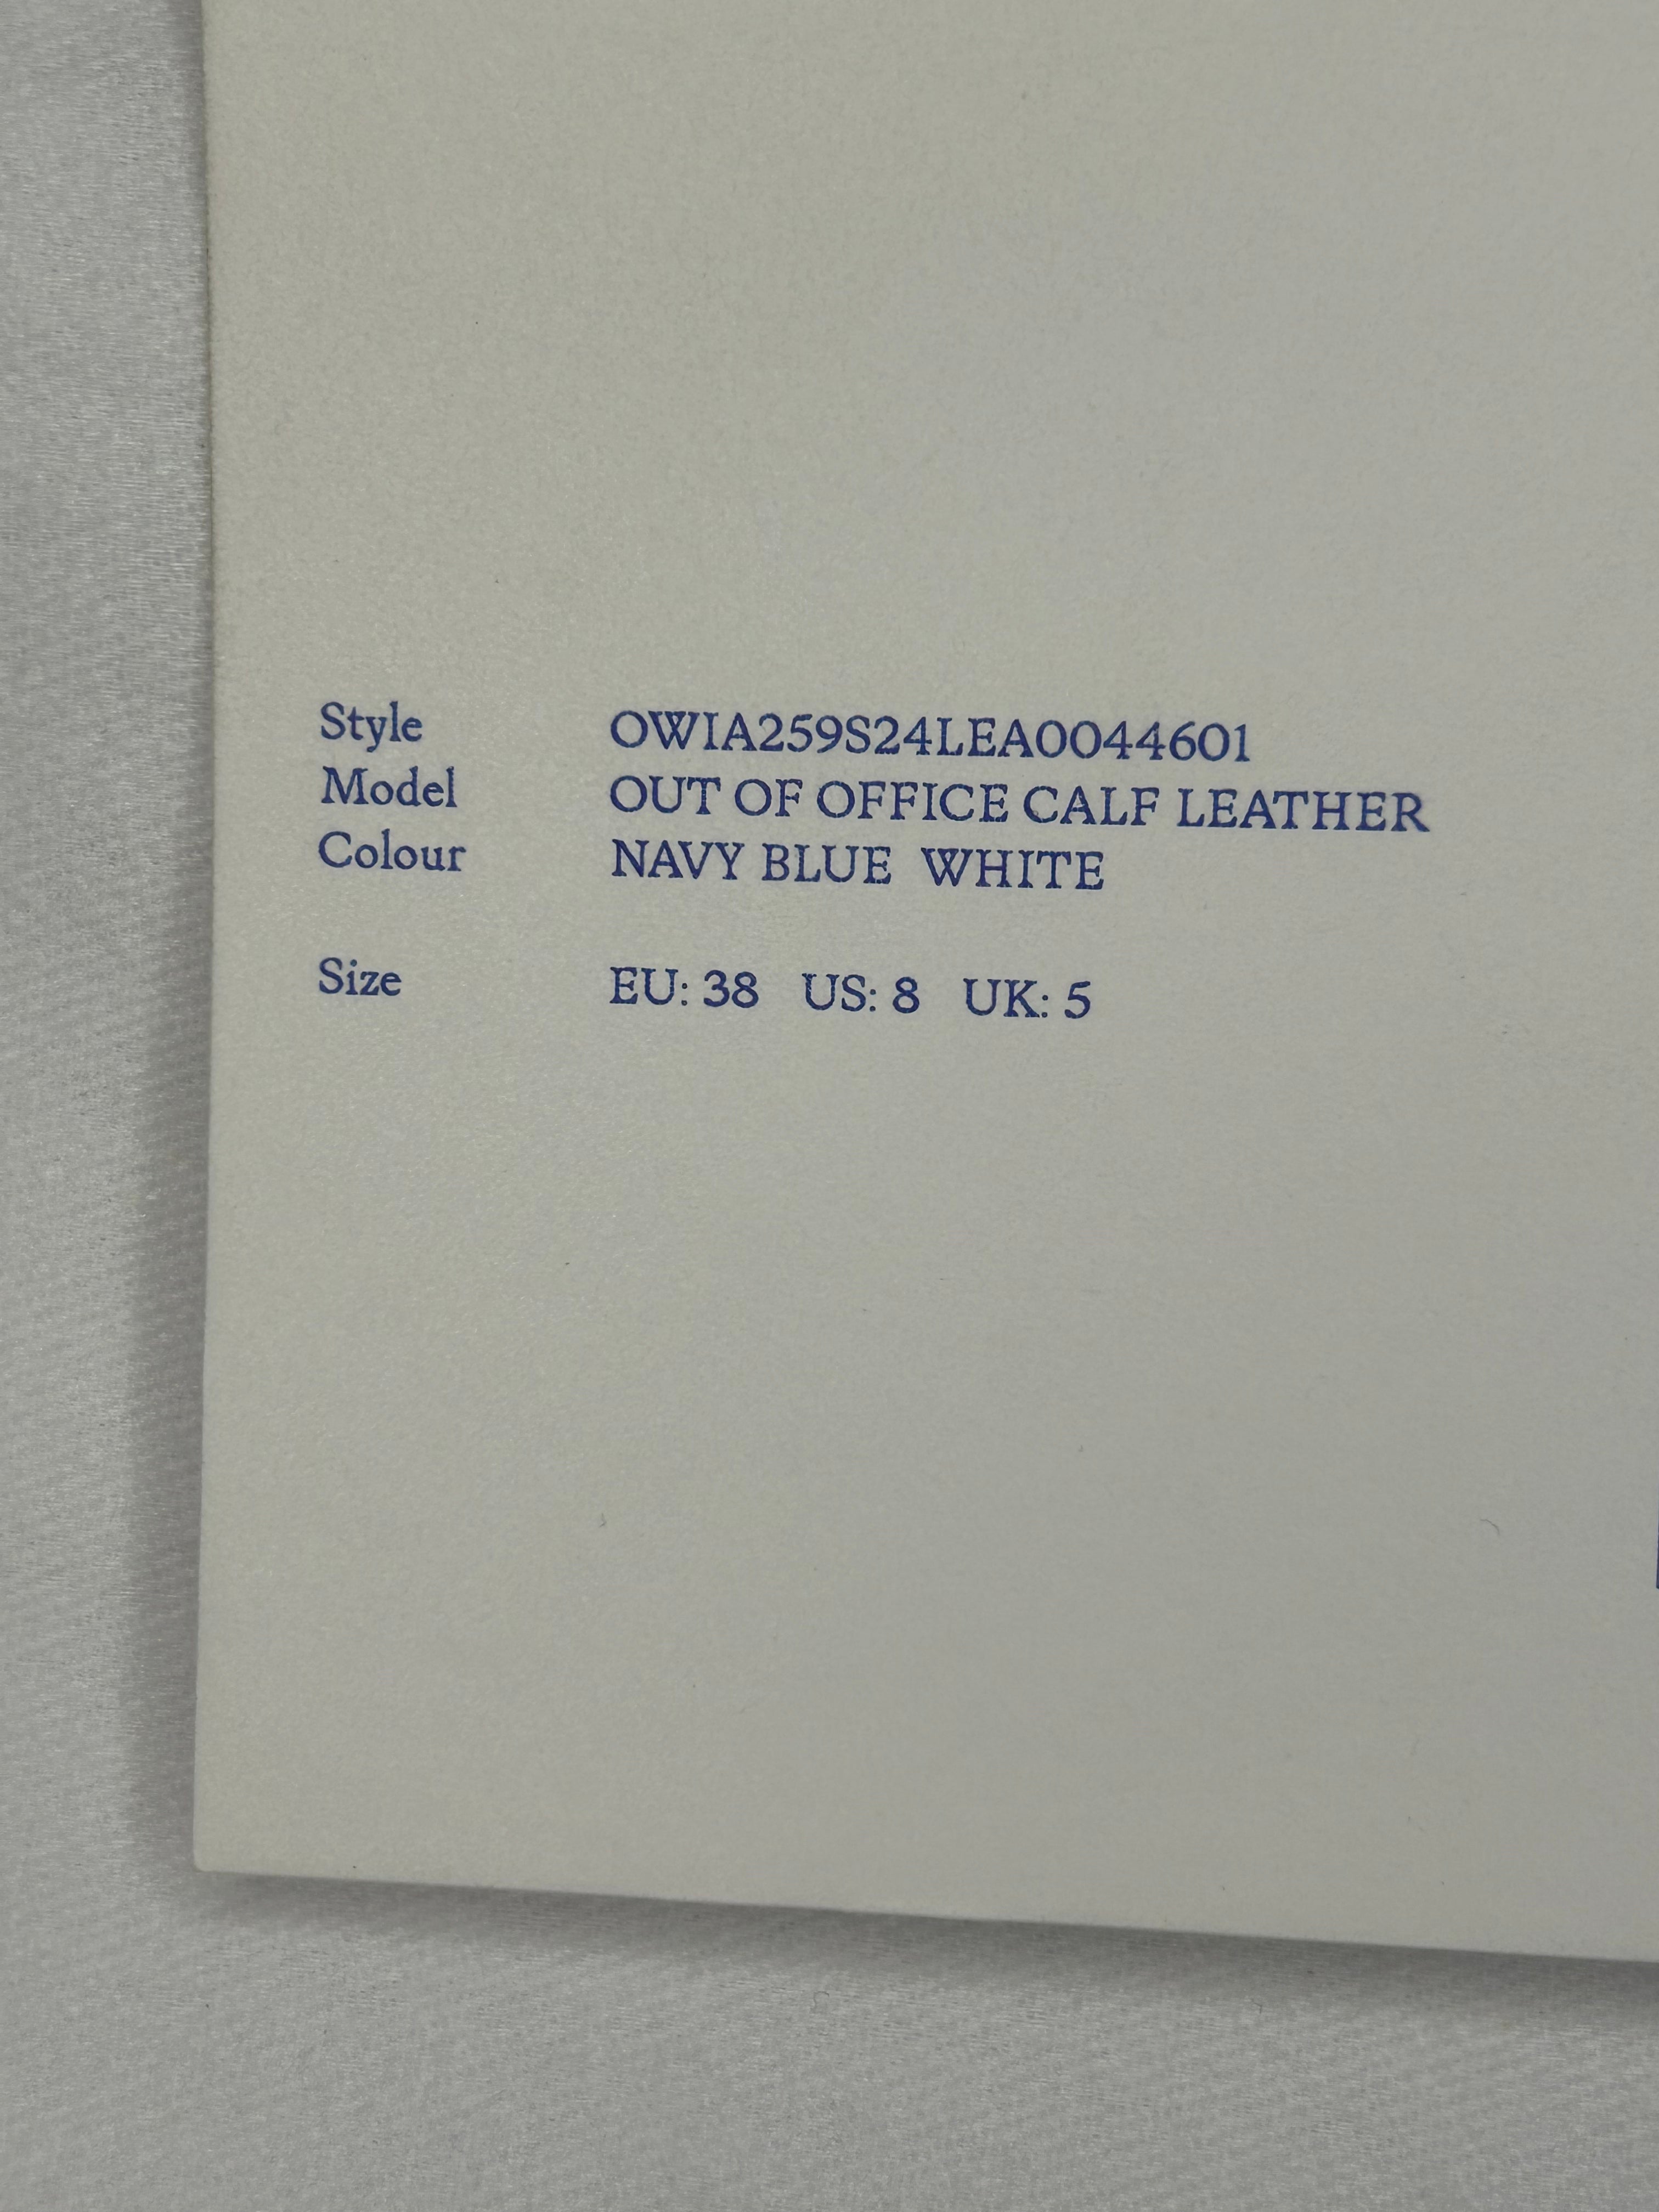 Style OWIA259S24LEA0044601
Model OUT OF OFFICE CALF LEATHER
Colour NAVY BLUE  WHITE
Size EU: 38 US: 8 UK: 5